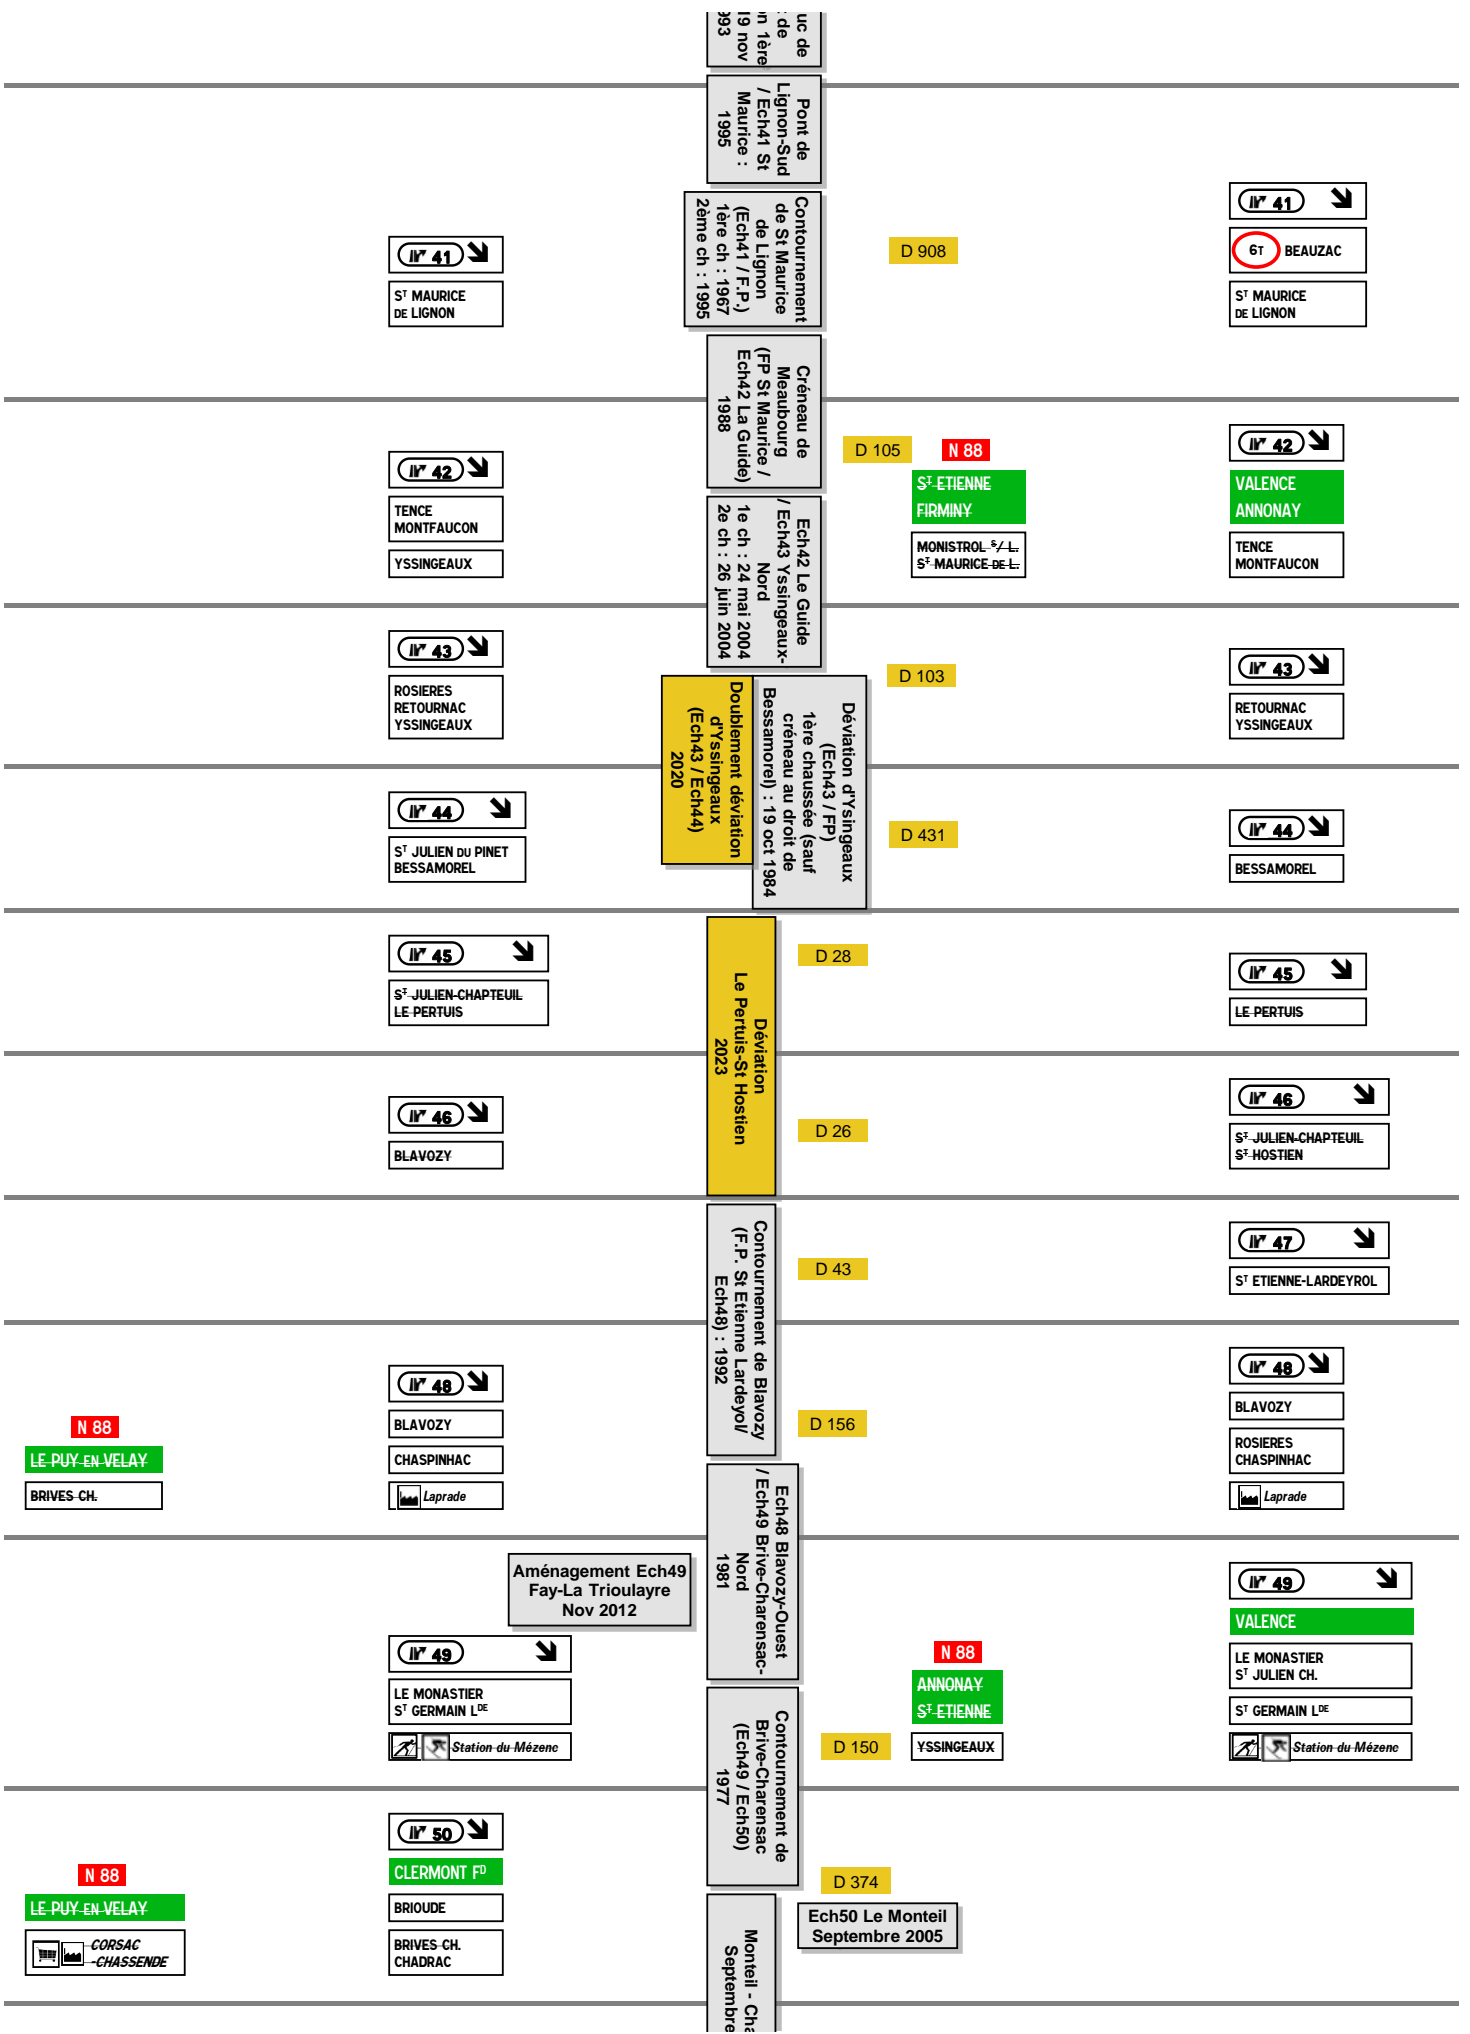 uc de
de
n 1ère
19 nov
993
Pont de
Lignon-Sud
/ Ech41 St
Maurice :
1995
Contournement
de St Maurice
de Lignon
(Ech41 / F.P.)
1ère ch : 1967
2ème ch : 1995
41
Sᵀ MAURICE
DE LIGNON
D 908
41
6T BEAUZAC
Sᵀ MAURICE
DE LIGNON
Créneau de
Meaubourg
(FP St Maurice /
Ech42 La Guide)
1988
42
TENCE
MONTFAUCON
YSSINGEAUX
D 105
N 88
Sᵀ ETIENNE
FIRMINY
MONISTROL ˢ/ L.
Sᵀ MAURICE DE L.
42
VALENCE
ANNONAY
TENCE
MONTFAUCON
Ech42 Le Guide
/ Ech43 Yssingeaux-
Nord
1e ch : 24 mai 2004
2e ch : 26 juin 2004
43
ROSIERES
RETOURNAC
YSSINGEAUX
D 103
43
RETOURNAC
YSSINGEAUX
Déviation d'Ysingeaux
(Ech43 / FP)
1ère chaussée (sauf
créneau au droit de
Bessamorel) : 19 oct 1984
Doublement déviation
d'Yssingeaux
(Ech43 / Ech44)
2020
44
Sᵀ JULIEN DU PINET
BESSAMOREL
D 431
44
BESSAMOREL
45
Sᵀ JULIEN-CHAPTEUIL
LE PERTUIS
Déviation
Le Pertuis-St Hostien
2023
D 28
45
LE PERTUIS
46
BLAVOZY
D 26
46
Sᵀ JULIEN-CHAPTEUIL
Sᵀ HOSTIEN
Contournement de Blavozy
(F.P. St Etienne Lardeyol/
Ech48) : 1992
D 43
47
Sᵀ ETIENNE-LARDEYROL
N 88
LE PUY EN VELAY
BRIVES CH.
48
BLAVOZY
CHASPINHAC
Laprade
D 156
48
BLAVOZY
ROSIERES
CHASPINHAC
Laprade
Ech48 Blavozy-Ouest
/ Ech49 Brive-Charensac-
Nord
1981
Aménagement Ech49
Fay-La Trioulayre
Nov 2012
49
LE MONASTIER
Sᵀ GERMAIN Lᴰᴱ
Station du Mézenc
N 88
ANNONAY
Sᵀ ETIENNE
YSSINGEAUX
49
VALENCE
LE MONASTIER
Sᵀ JULIEN CH.
Sᵀ GERMAIN Lᴰᴱ
Station du Mézenc
Contournement de
Brive-Charensac
(Ech49 / Ech50)
1977
D 150
N 88
LE PUY EN VELAY
CORSAC
-CHASSENDE
50
CLERMONT Fᴰ
BRIOUDE
BRIVES CH.
CHADRAC
D 374
Ech50 Le Monteil
Septembre 2005
Monteil - Cha
Septembre